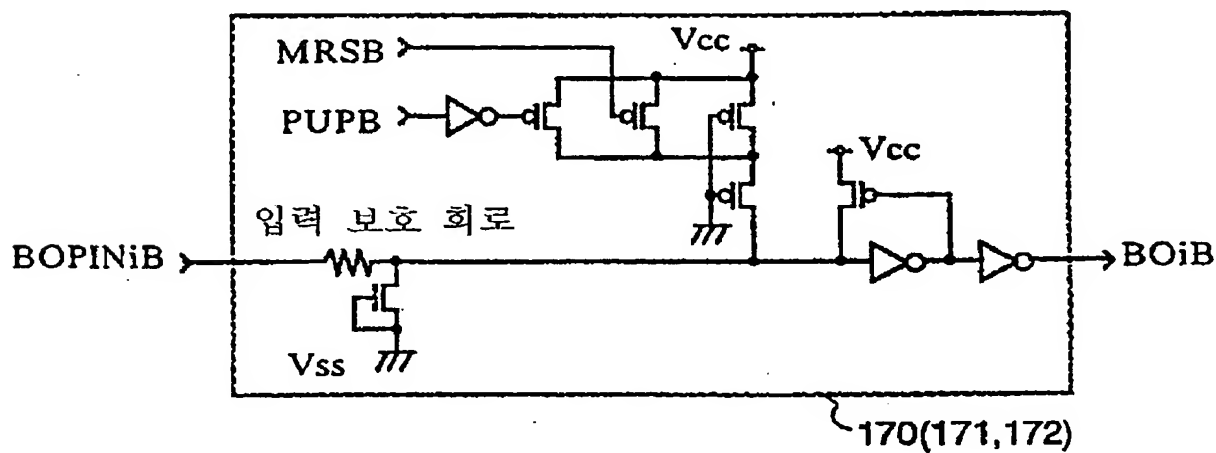 MRSB
Vcc
PUPB
Vcc
입력 보호 회로
BOPINiB
BOiB
Vss
170(171,172)